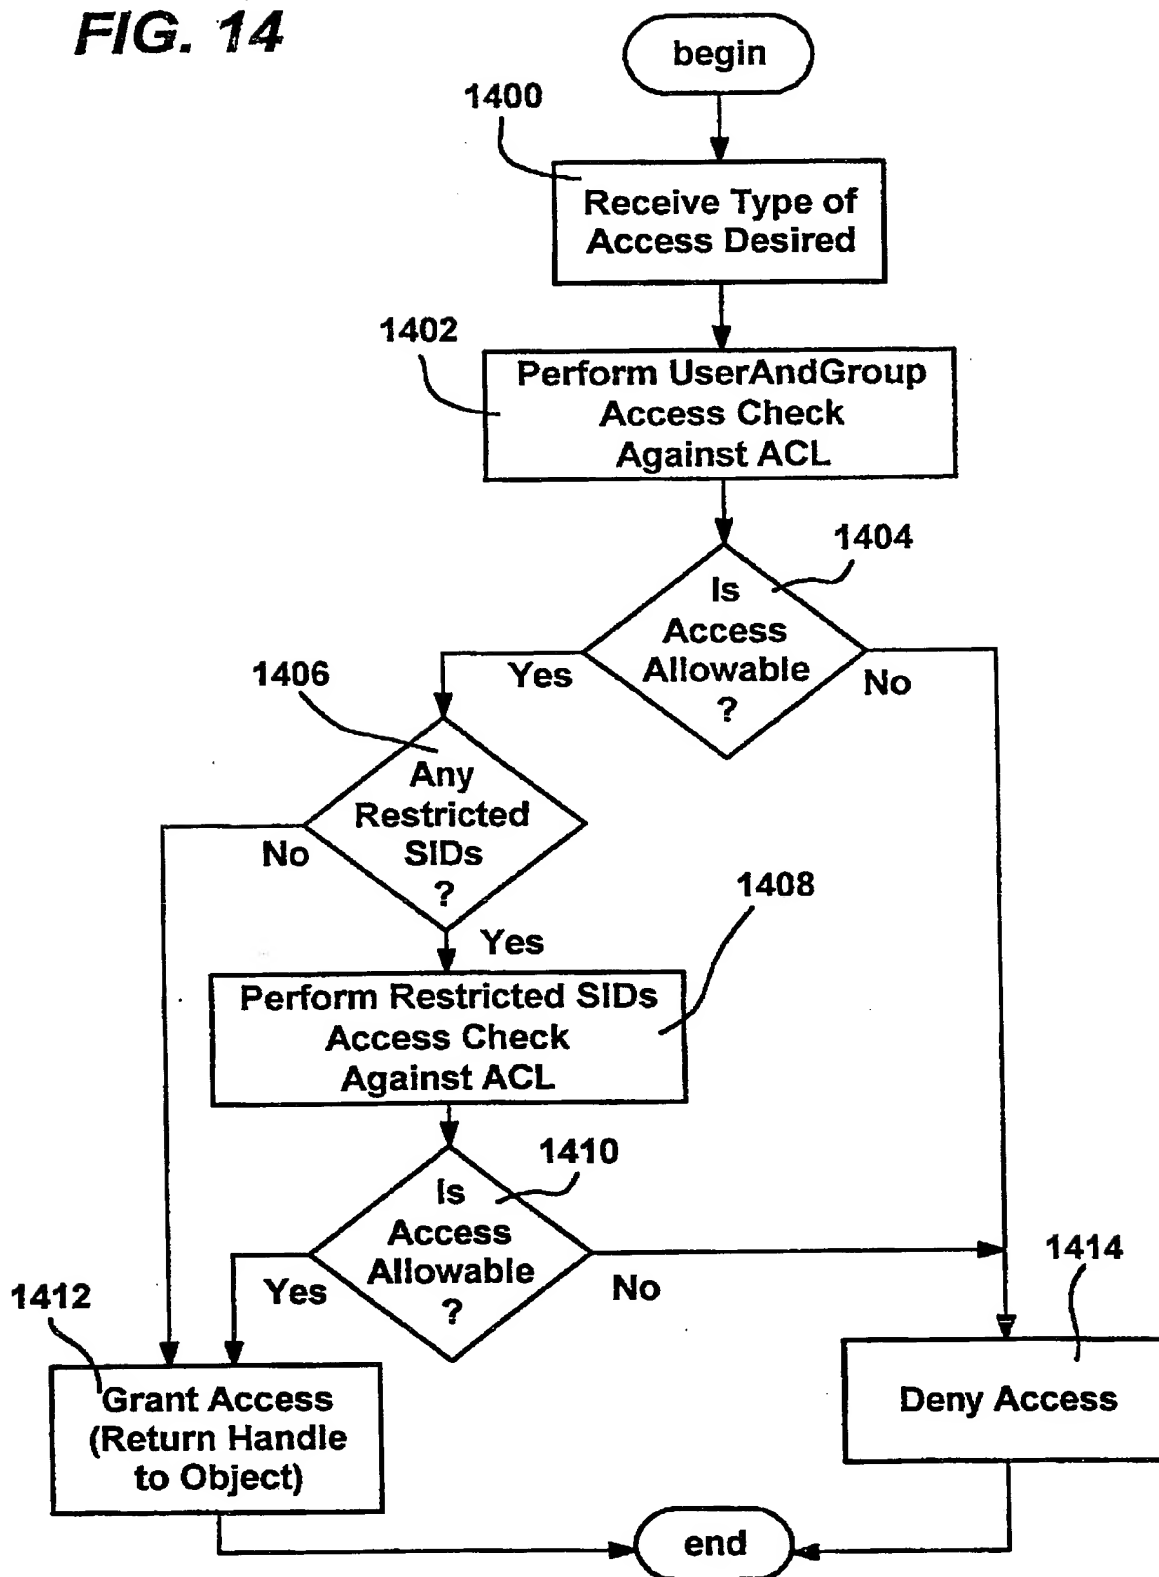 FIG. 14
begin
1400
Receive Type of
Access Desired
1402
Perform UserAndGroup
Access Check
Against ACL
1404
Is
Access
Allowable
?
Yes
No
1406
Any
Restricted
SIDs
?
No
Yes
1408
Perform Restricted SIDs
Access Check
Against ACL
1410
Is
Access
Allowable
?
Yes
No
1412
Grant Access
(Return Handle
to Object)
1414
Deny Access
end